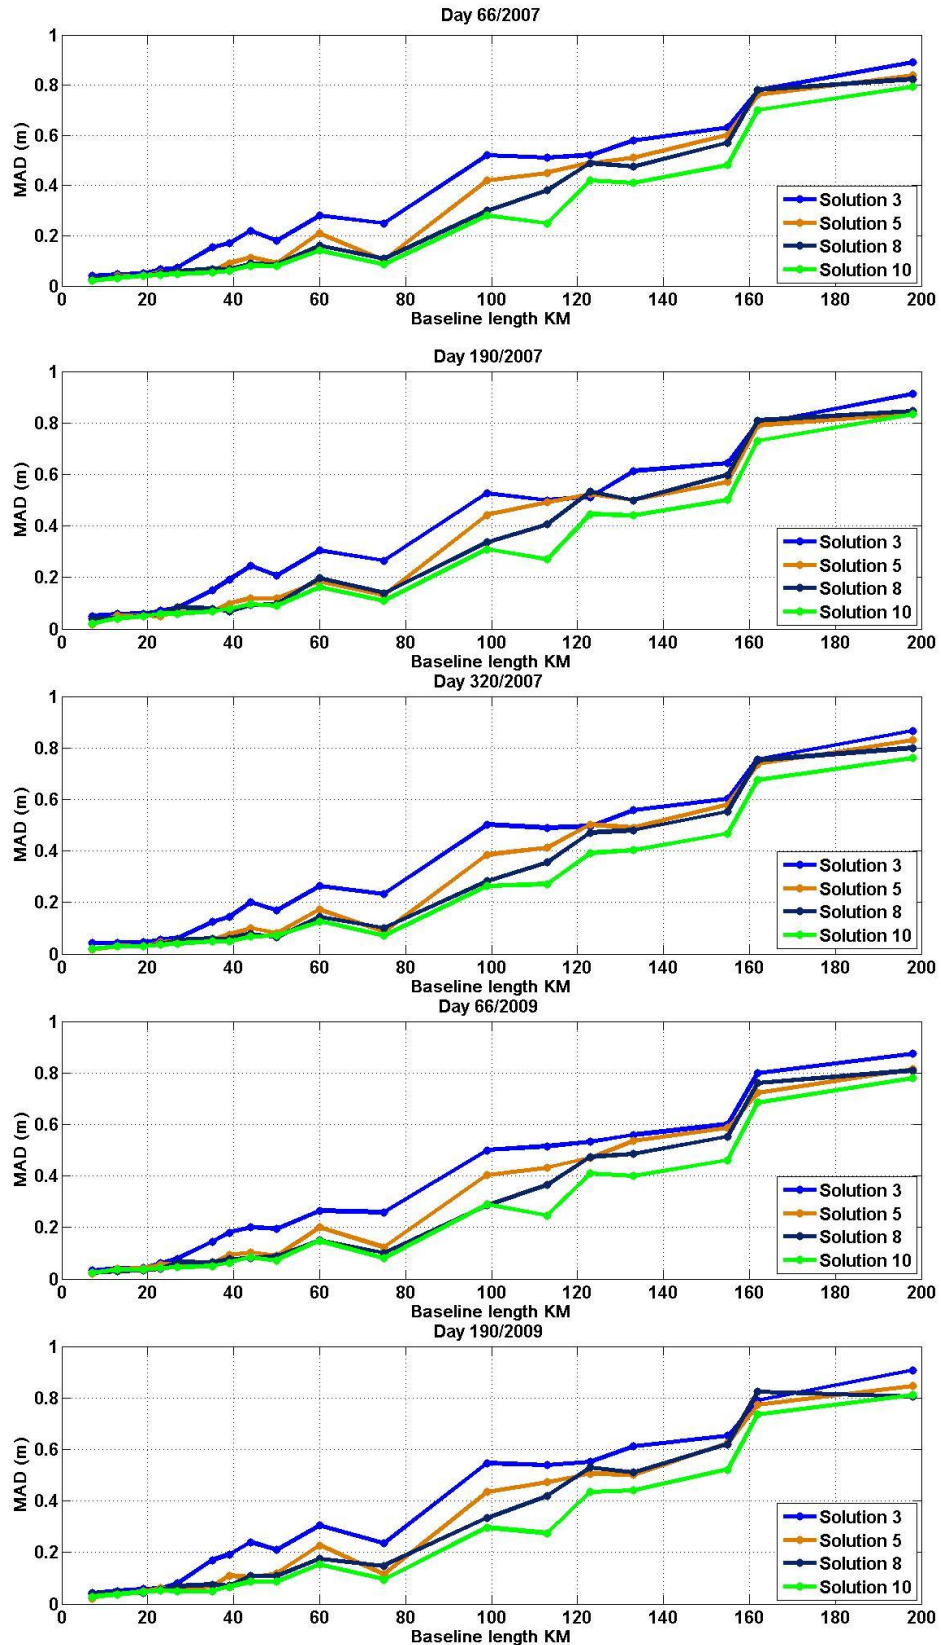 Day 66/2007
1
0.8
0.6
0.4
0.2
0
MAD (m)
Solution 3
Solution 5
Solution 8
Solution 10
0 20 40 60 80 100 120 140 160 180 200
Baseline length KM
Day 190/2007
1
0.8
0.6
0.4
0.2
0
MAD (m)
Solution 3
Solution 5
Solution 8
Solution 10
0 20 40 60 80 100 120 140 160 180 200
Baseline length KM
Day 320/2007
1
0.8
0.6
0.4
0.2
0
MAD (m)
Solution 3
Solution 5
Solution 8
Solution 10
0 20 40 60 80 100 120 140 160 180 200
Baseline length KM
Day 66/2009
1
0.8
0.6
0.4
0.2
0
MAD (m)
Solution 3
Solution 5
Solution 8
Solution 10
0 20 40 60 80 100 120 140 160 180 200
Baseline length KM
Day 190/2009
1
0.8
0.6
0.4
0.2
0
MAD (m)
Solution 3
Solution 5
Solution 8
Solution 10
0 20 40 60 80 100 120 140 160 180 200
Baseline length KM